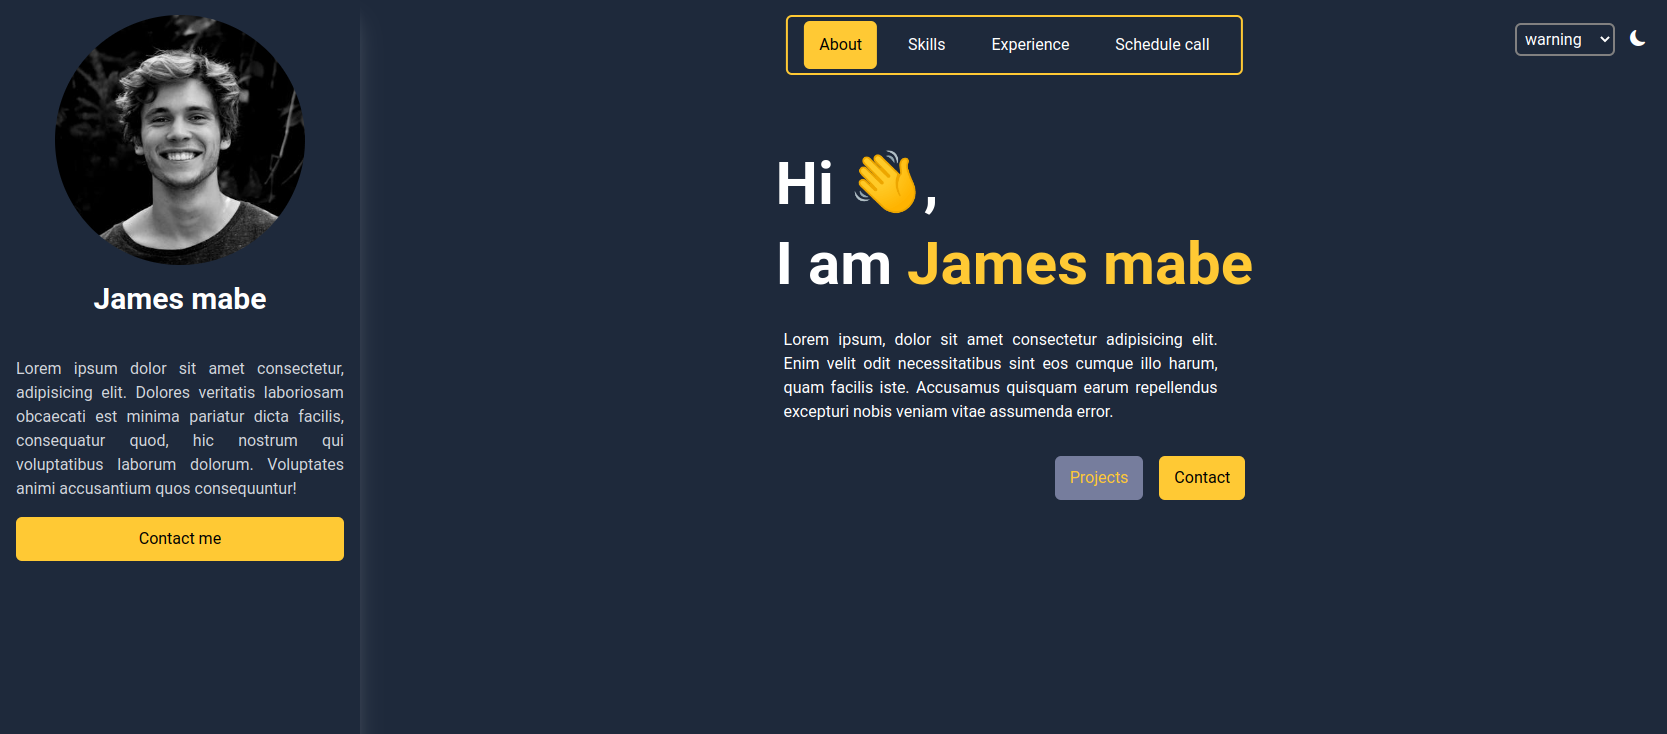 About Skills Experience Schedule call
warning
James mabe
Lorem ipsum dolor sit amet consectetur,
adipisicing elit. Dolores veritatis laboriosam
obcaecati est minima pariatur dicta facilis,
consequatur quod, hic nostrum qui
voluptatibus laborum dolorum. Voluptates
animi accusantium quos consequuntur!
Contact me
Hi 👋,
I am James mabe
Lorem ipsum, dolor sit amet consectetur adipisicing elit.
Enim velit odit necessitatibus sint eos cumque illo harum,
quam facilis iste. Accusamus quisquam earum repellendus
excepturi nobis veniam vitae assumenda error.
Projects Contact